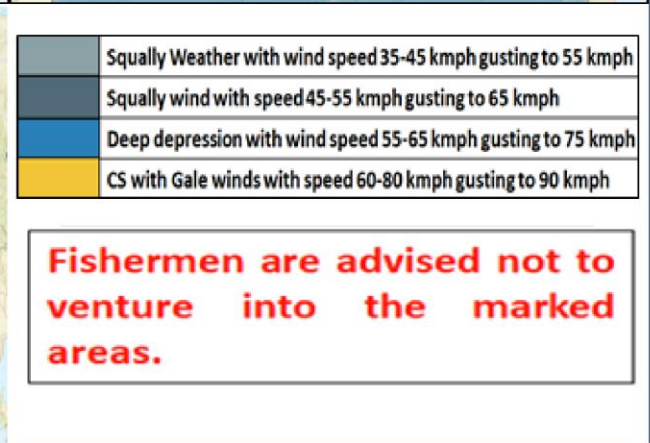 Squally Weather with wind speed 35-45 kmph gusting to 55 kmph
Squally wind with speed 45-55 kmph gusting to 65 kmph
Deep depression with wind speed 55-65 kmph gusting to 75 kmph
CS with Gale winds with speed 60-80 kmph gusting to 90 kmph
Fishermen are advised not to
venture into the marked
areas.